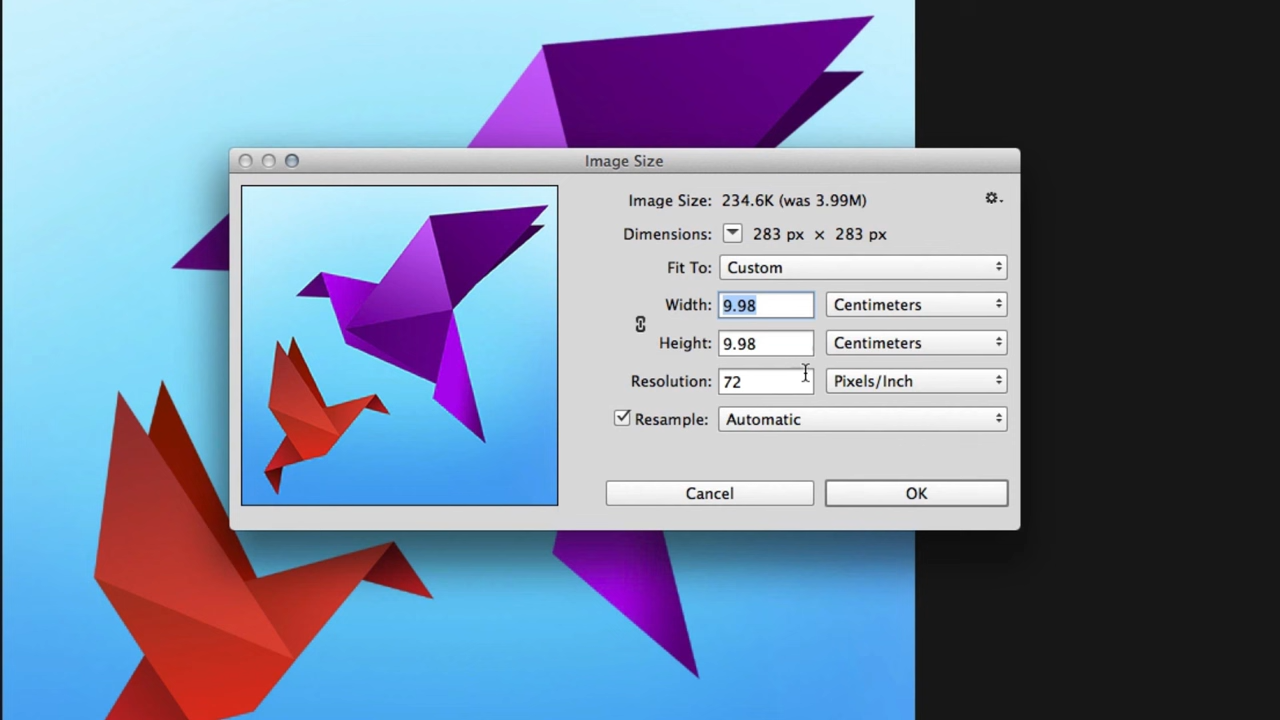 Image Size
Image Size: 234.6K (was 3.99M)
Dimensions: 283 px × 283 px
Fit To: Custom
Width: 9.98 Centimeters
Height: 9.98 Centimeters
Resolution: 72 Pixels/Inch
Resample: Automatic
Cancel OK